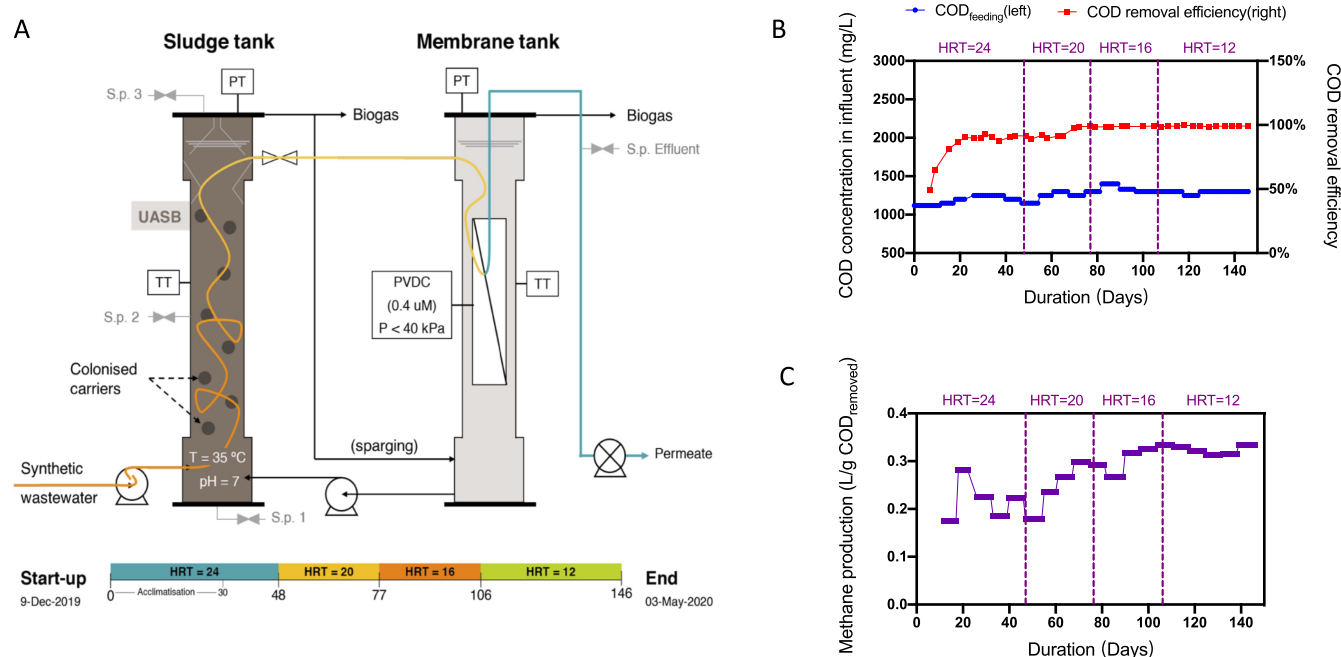 A
Sludge tank
Membrane tank
PT
PT
S.p. 3
Biogas
Biogas
S.p. Effluent
UASB
TT
TT
PVDC
(0.4 uM)
P < 40 kPa
S.p. 2
Colonised
carriers
(sparging)
T = 35 ºC
pH = 7
Synthetic
wastewater
Permeate
S.p. 1
Start-up
9-Dec-2019
HRT = 24
HRT = 20
HRT = 16
HRT = 12
0
Acclimatisation
30
48
77
106
146
End
03-May-2020
B
CODfeeding(left)
COD removal efficiency(right)
HRT=24
HRT=20
HRT=16
HRT=12
COD concentration in influent (mg/L)
3000
2500
2000
1500
1000
500
150%
100%
50%
0%
COD removal efficiency
0 20 40 60 80 100 120 140
Duration (Days)
C
HRT=24
HRT=20
HRT=16
HRT=12
Methane production (L/g CODremoved)
0.4
0.3
0.2
0.1
0.0
0 20 40 60 80 100 120 140
Duration (Days)